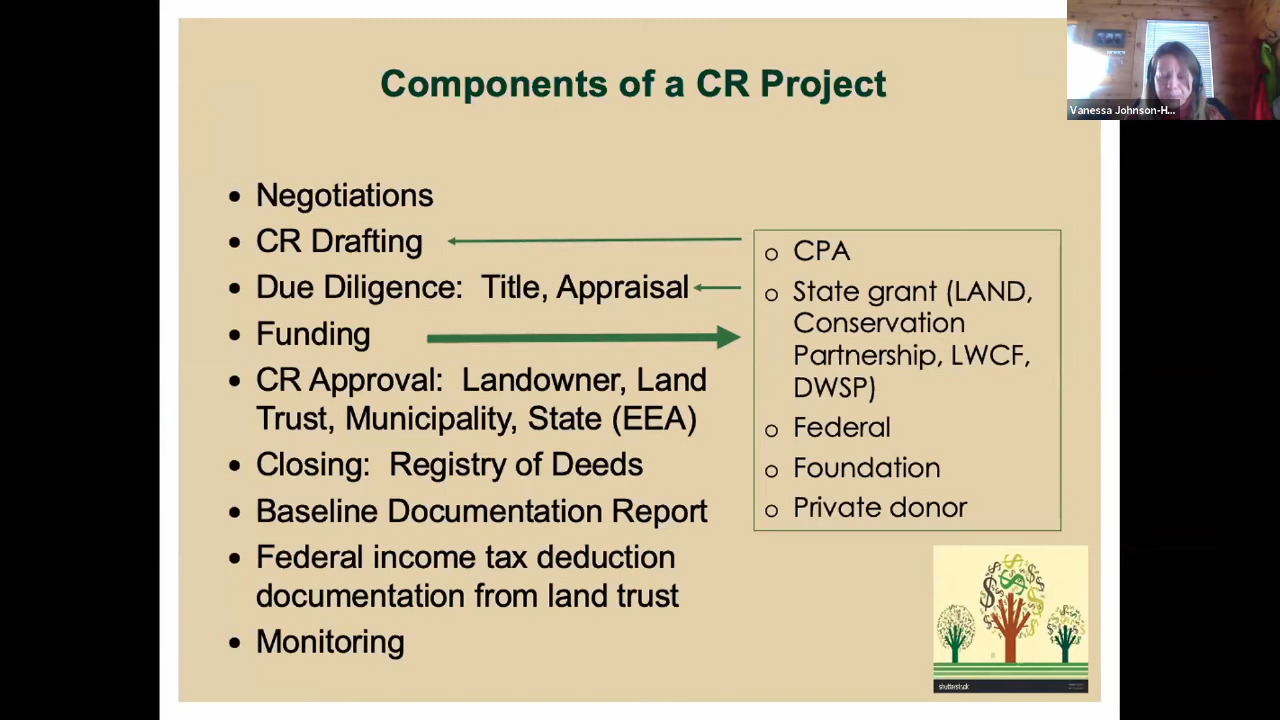 Components of a CR Project
Vanessa Johnson-H...
• Negotiations
• CR Drafting
• Due Diligence:  Title, Appraisal
• Funding
• CR Approval:  Landowner, Land
Trust, Municipality, State (EEA)
• Closing:  Registry of Deeds
• Baseline Documentation Report
• Federal income tax deduction
documentation from land trust
• Monitoring
o CPA
o State grant (LAND,
Conservation
Partnership, LWCF,
DWSP)
o Federal
o Foundation
o Private donor
shutterstock